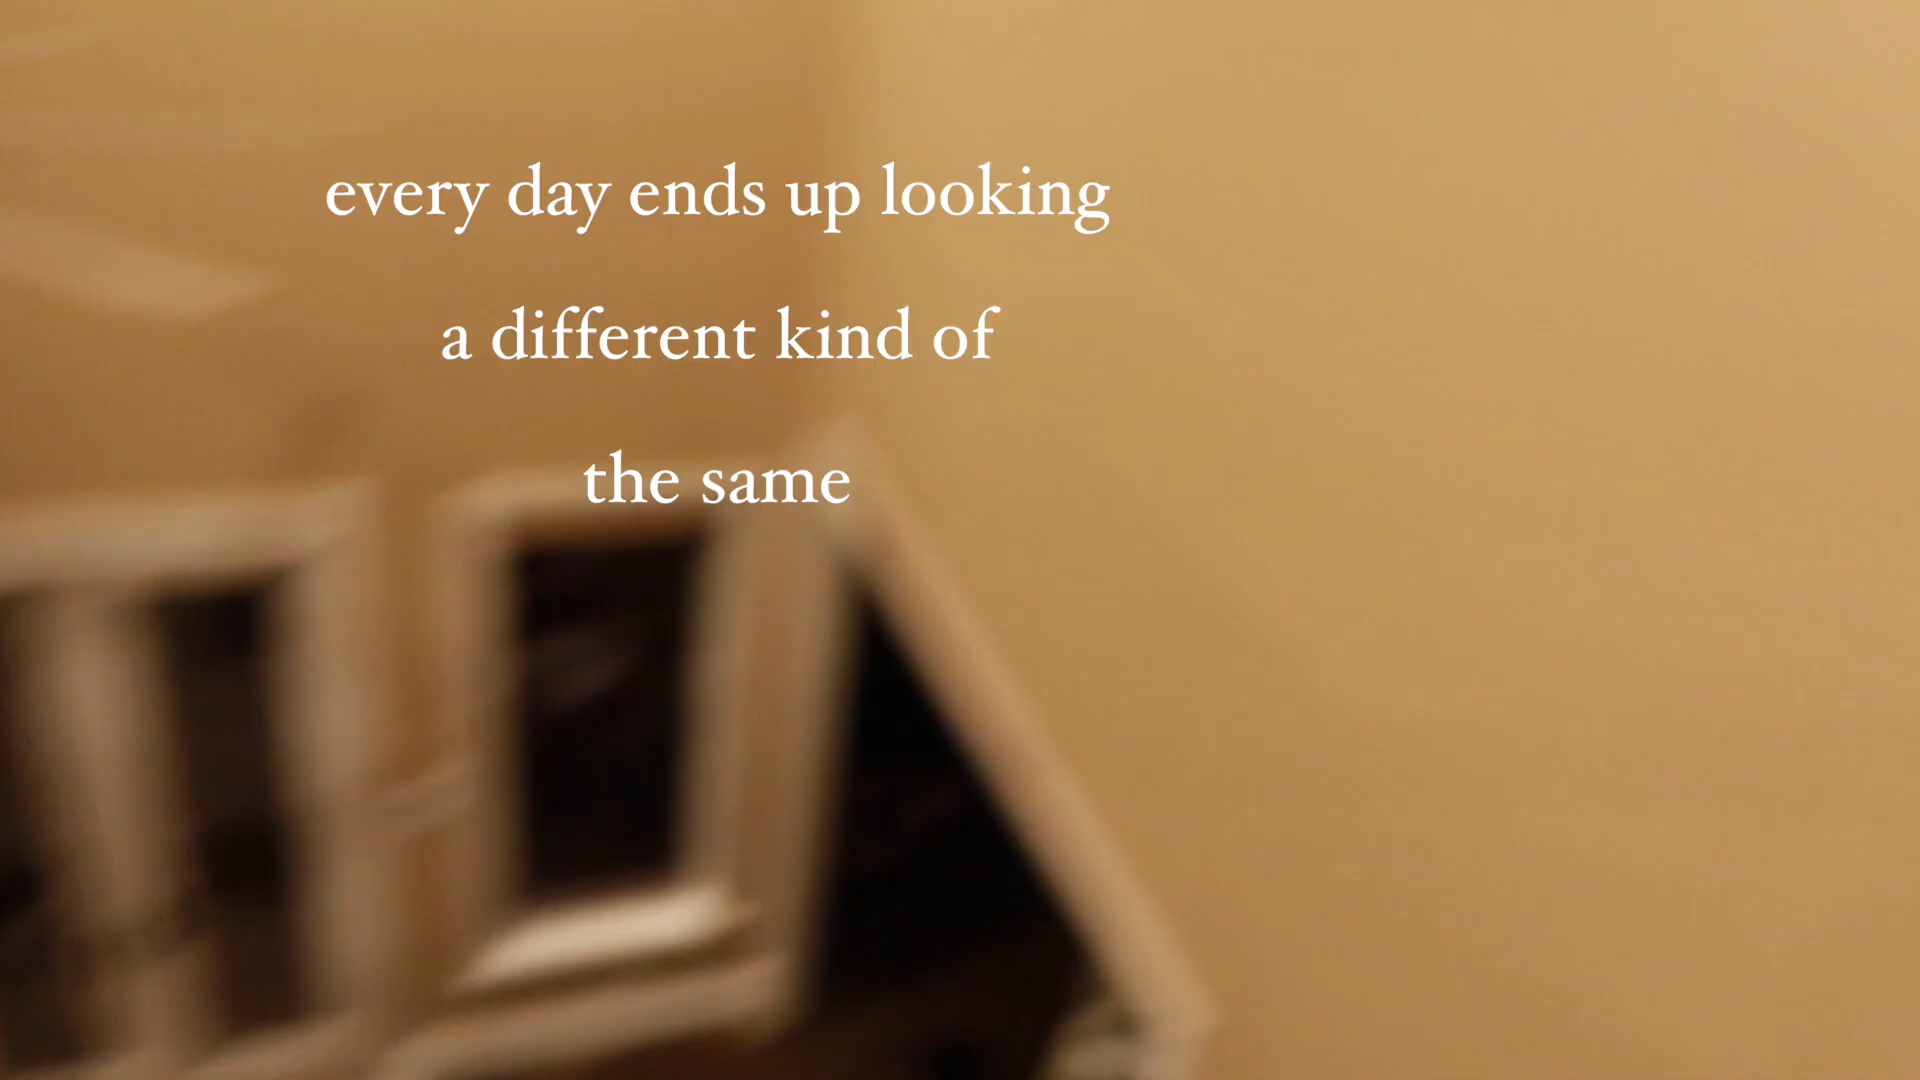 every day ends up looking
a different kind of
the same